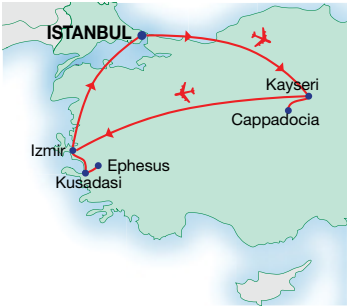 ISTANBUL
Kayseri
Cappadocia
Izmir
Ephesus
Kusadasi